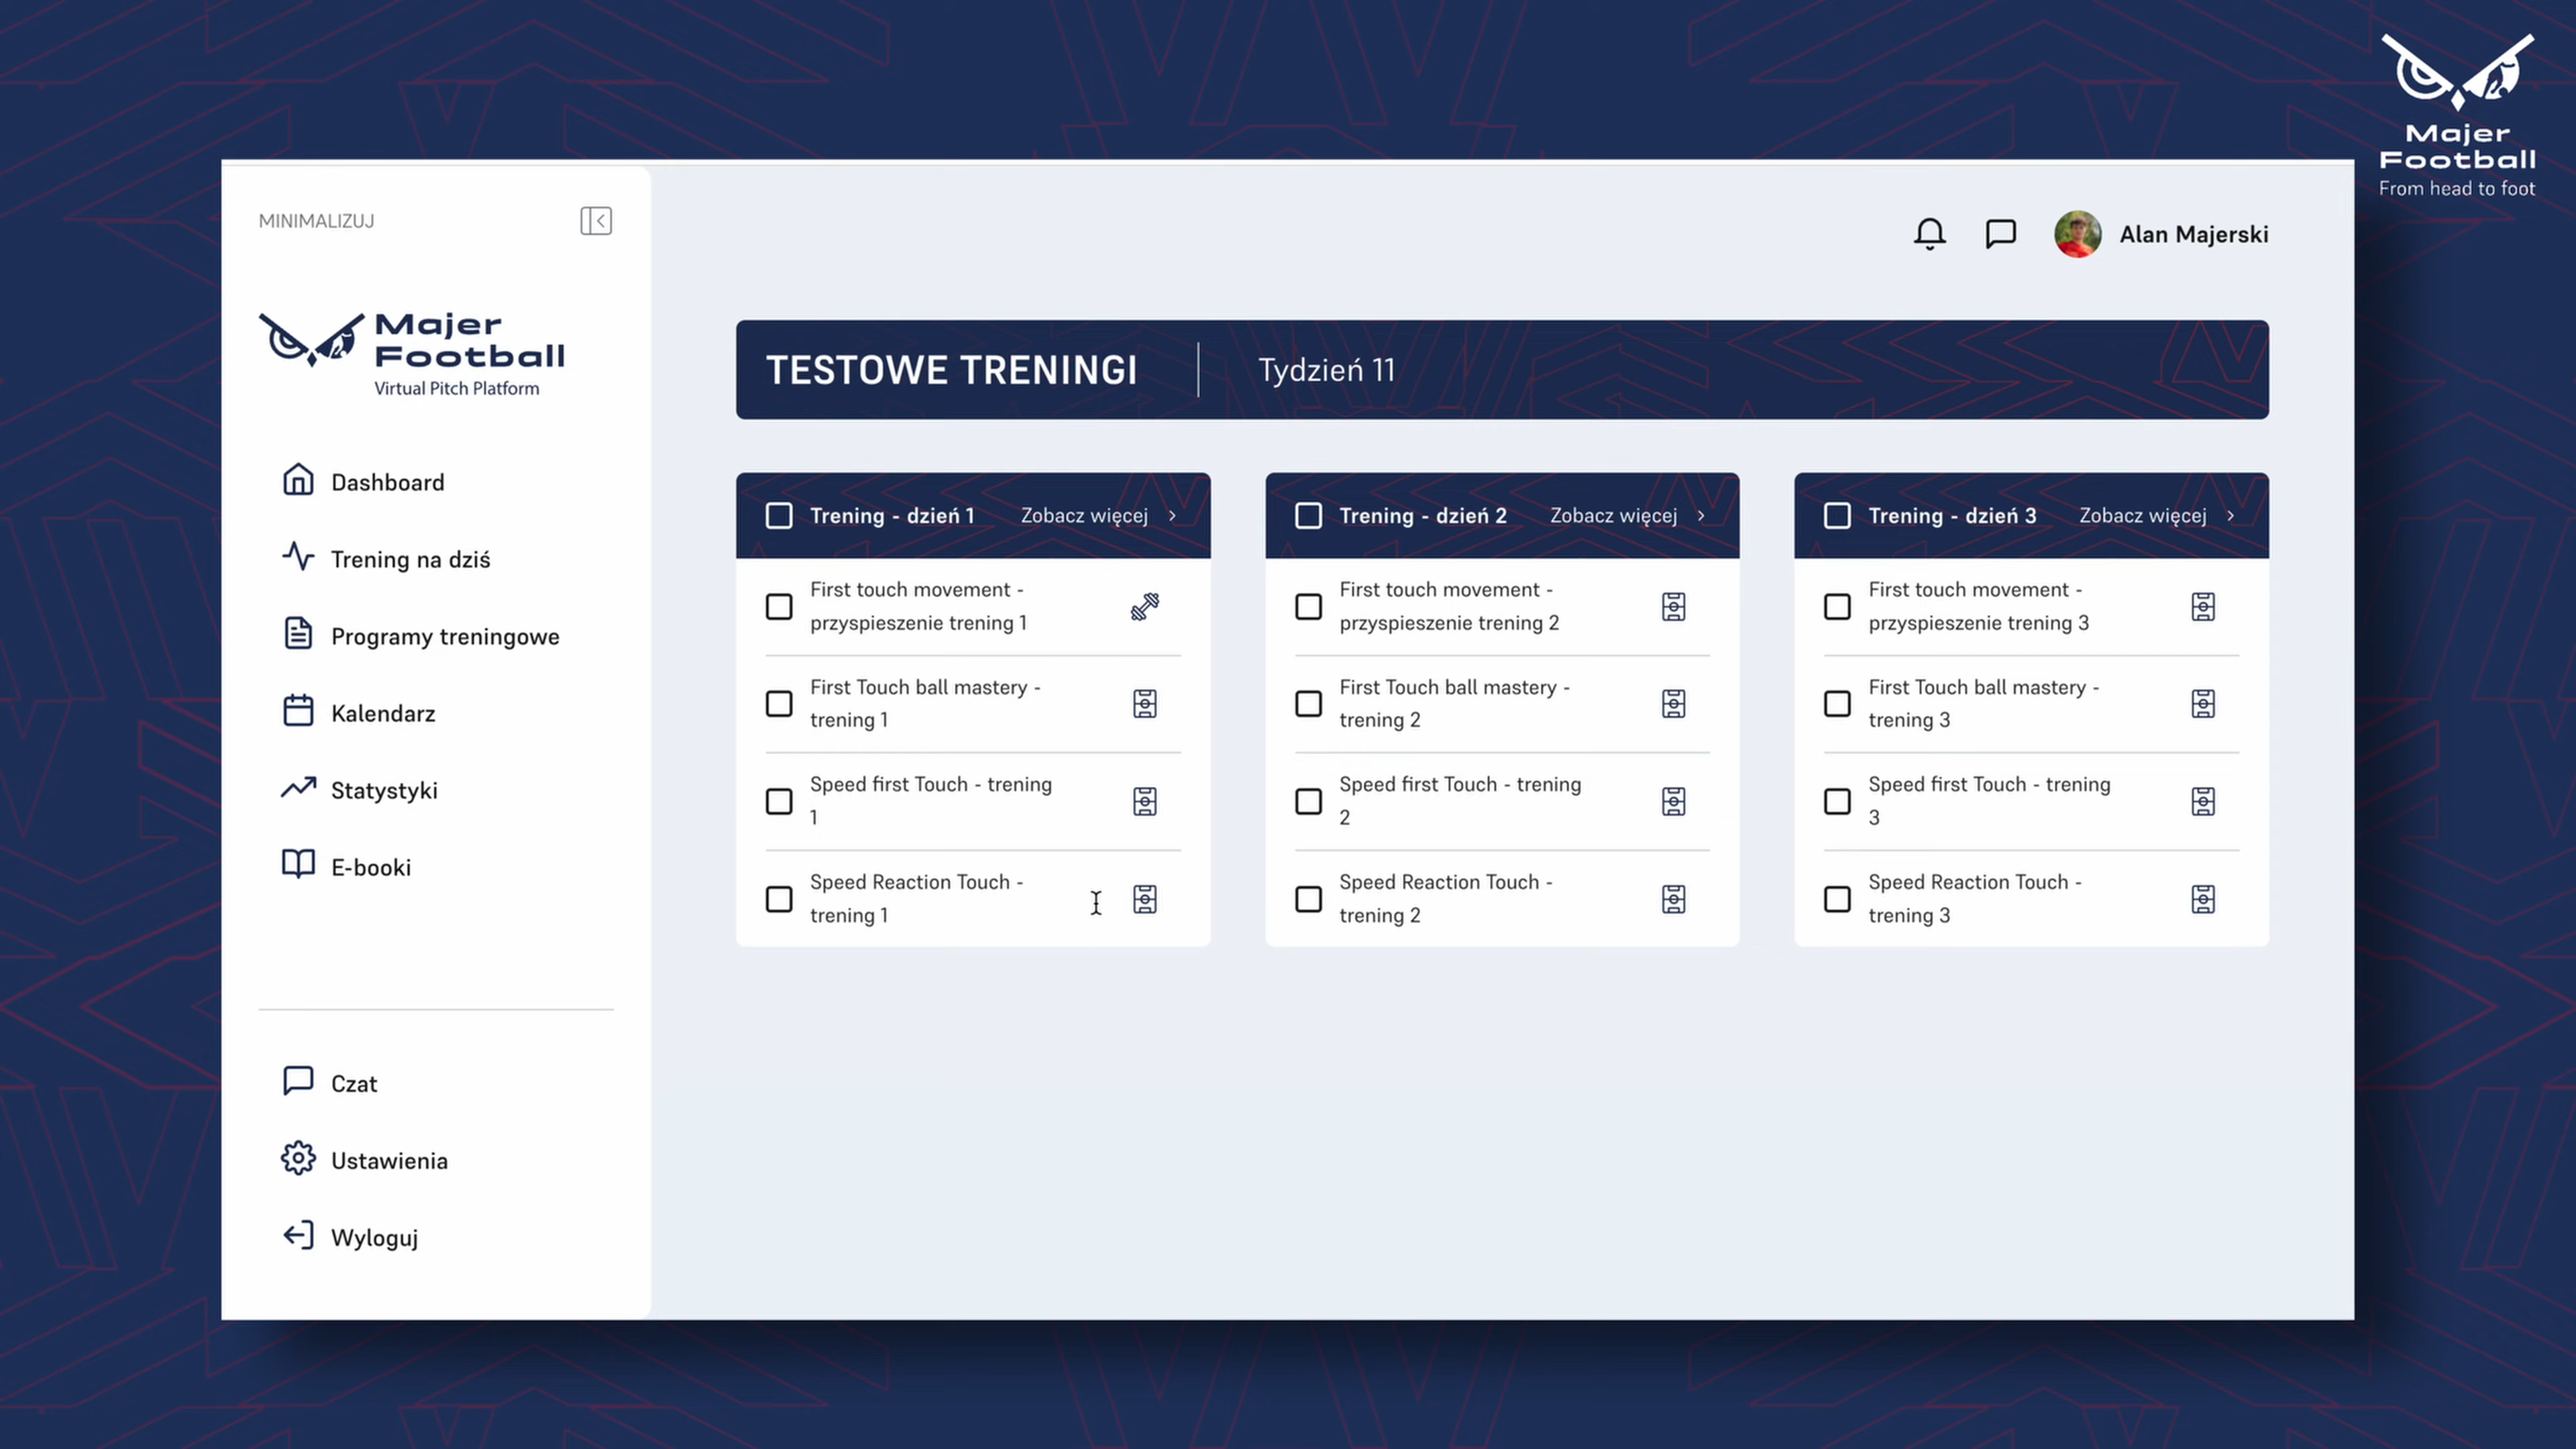 Majer
Football
From head to foot
MINIMALIZUJ
Alan Majerski
Majer
Football
Virtual Pitch Platform
Dashboard
Trening na dziś
Programy treningowe
Kalendarz
Statystyki
E-booki
Czat
Ustawienia
Wyloguj
TESTOWE TRENINGI
Tydzień 11
Trening - dzień 1
Zobacz więcej
First touch movement -
przyspieszenie trening 1
First Touch ball mastery -
trening 1
Speed first Touch - trening
1
Speed Reaction Touch -
trening 1
Trening - dzień 2
Zobacz więcej
First touch movement -
przyspieszenie trening 2
First Touch ball mastery -
trening 2
Speed first Touch - trening
2
Speed Reaction Touch -
trening 2
Trening - dzień 3
Zobacz więcej
First touch movement -
przyspieszenie trening 3
First Touch ball mastery -
trening 3
Speed first Touch - trening
3
Speed Reaction Touch -
trening 3